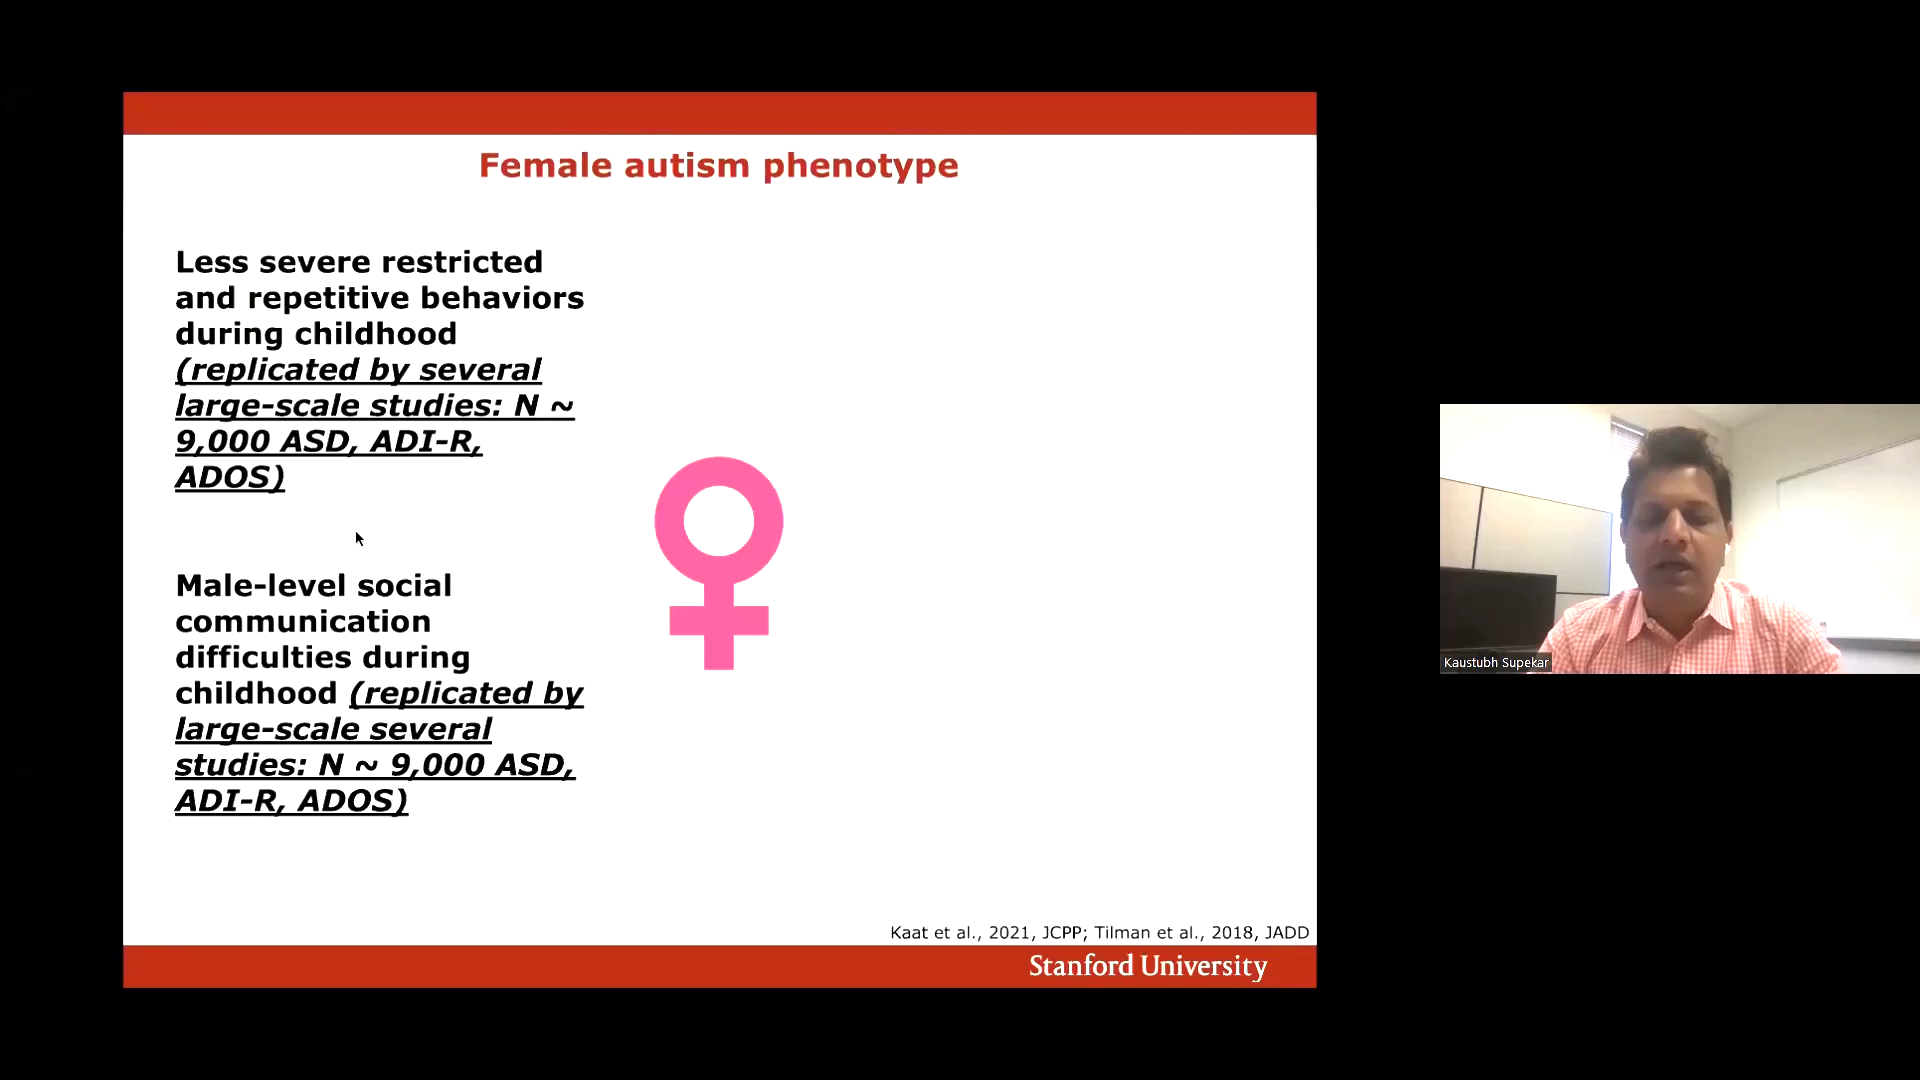 Female autism phenotype
Less severe restricted
and repetitive behaviors
during childhood
(replicated by several
large-scale studies: N ~
9,000 ASD, ADI-R,
ADOS)
Male-level social
communication
difficulties during
childhood (replicated by
large-scale several
studies: N ~ 9,000 ASD,
ADI-R, ADOS)
Kaat et al., 2021, JCPP; Tilman et al., 2018, JADD
Stanford University
Kaustubh Supekar